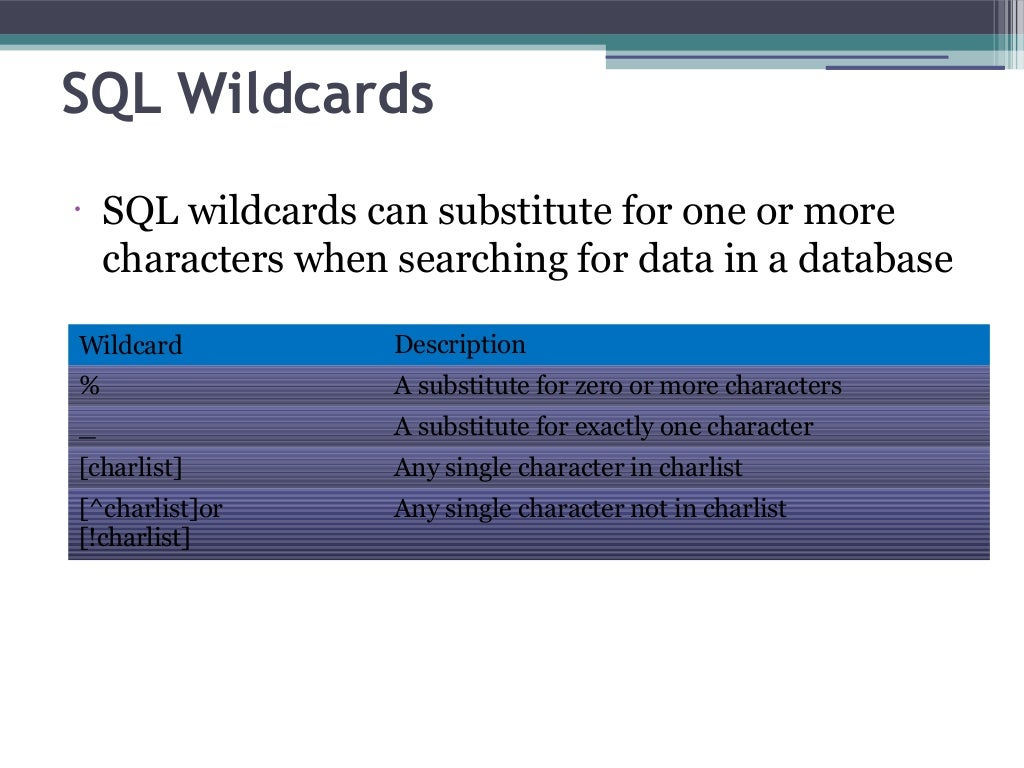 SQL Wildcards
· SQL wildcards can substitute for one or more
characters when searching for data in a database
Wildcard Description
% A substitute for zero or more characters
_ A substitute for exactly one character
[charlist] Any single character in charlist
[^charlist]or Any single character not in charlist
[!charlist]